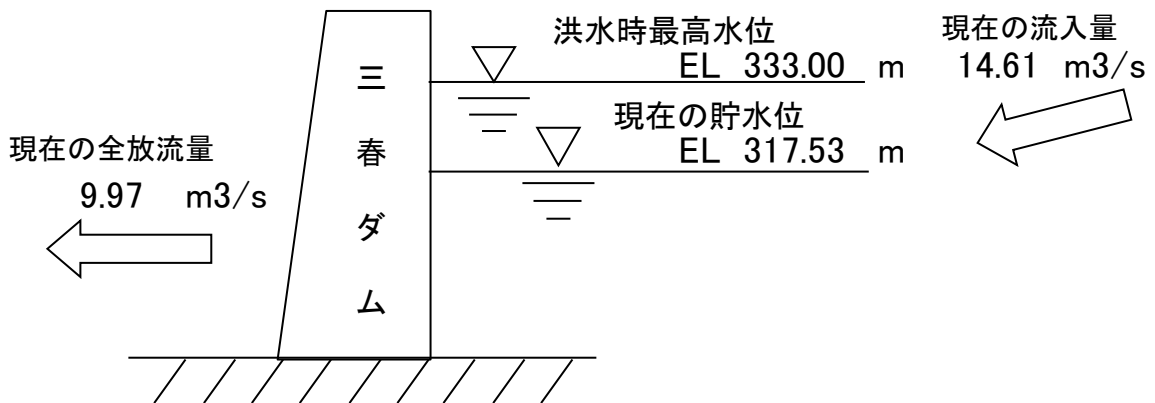 洪水時最高水位
EL 333.00 m
現在の流入量
14.61 m3/s
現在の貯水位
EL 317.53 m
現在の全放流量
9.97 m3/s
三春ダム